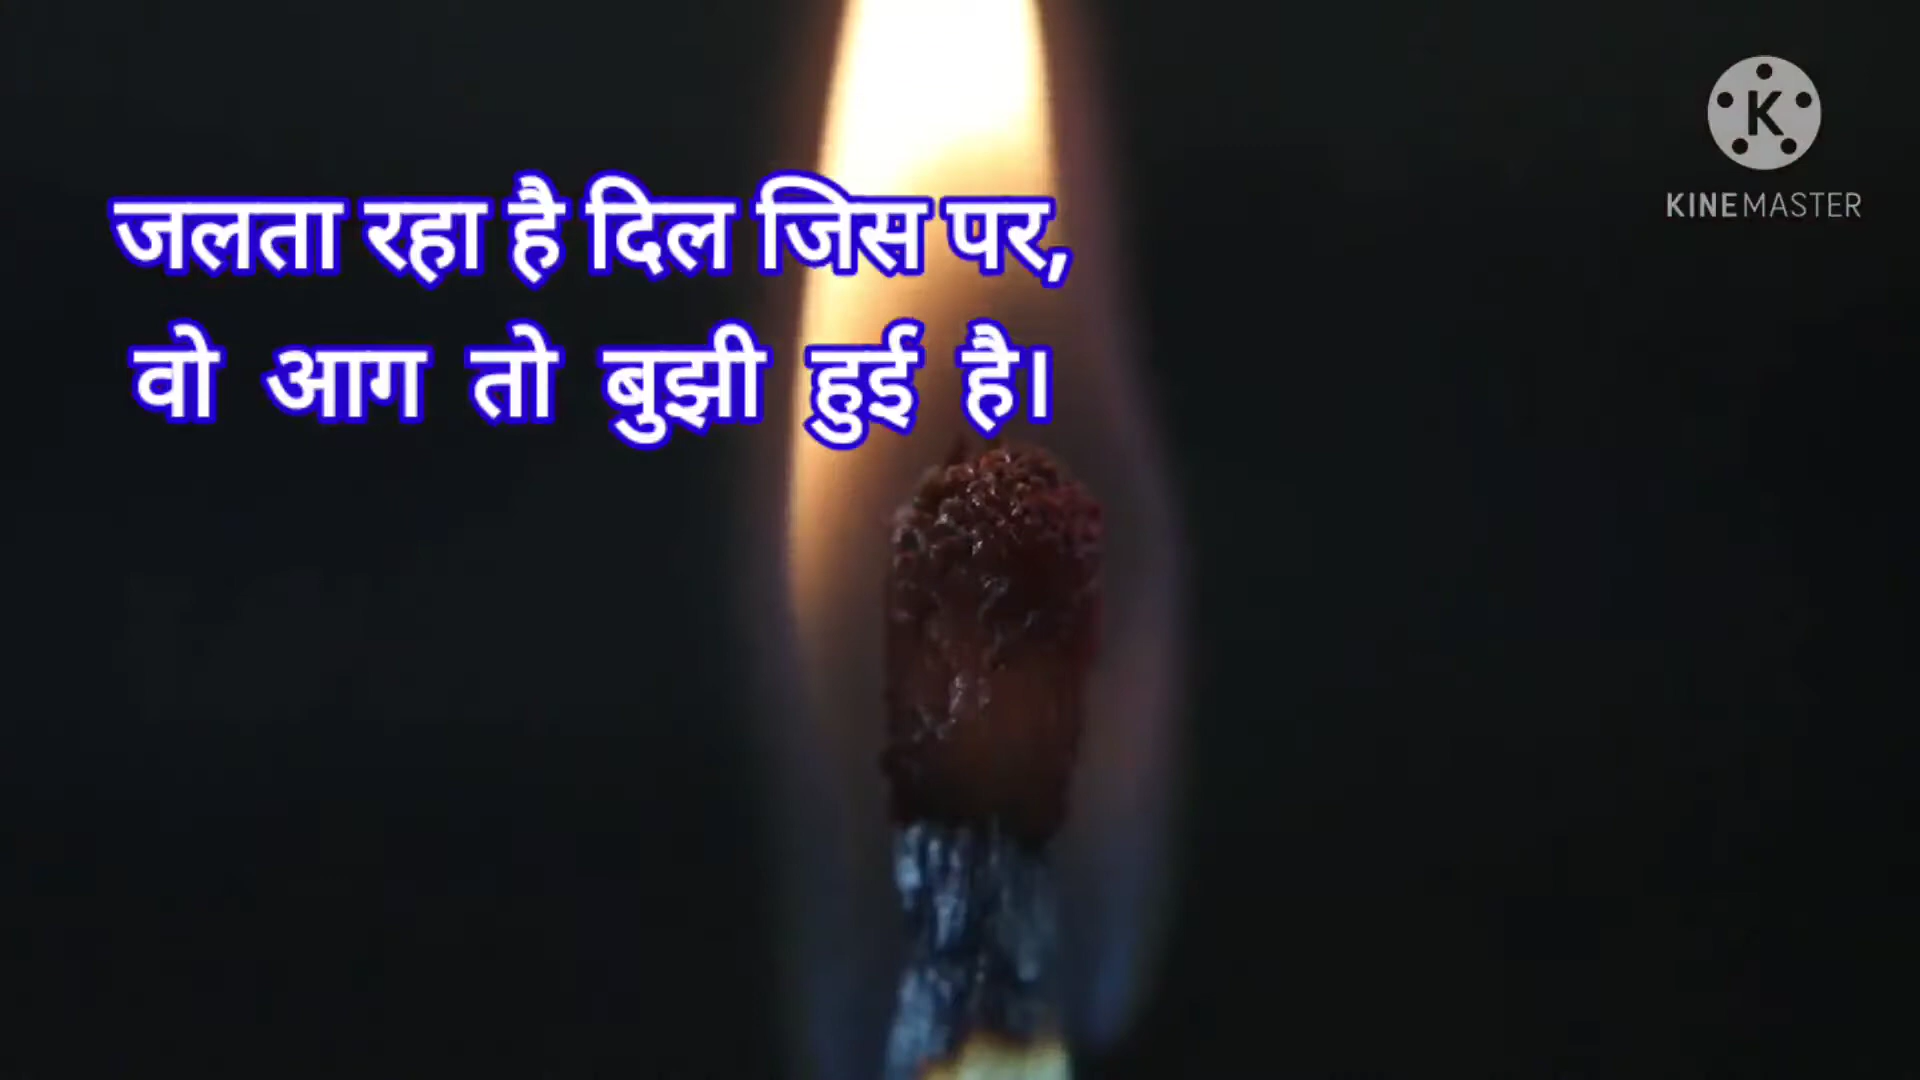 जलता रहा है दिल जिस पर,
वो आग तो बुझी हुई है।
K
KINEMASTER